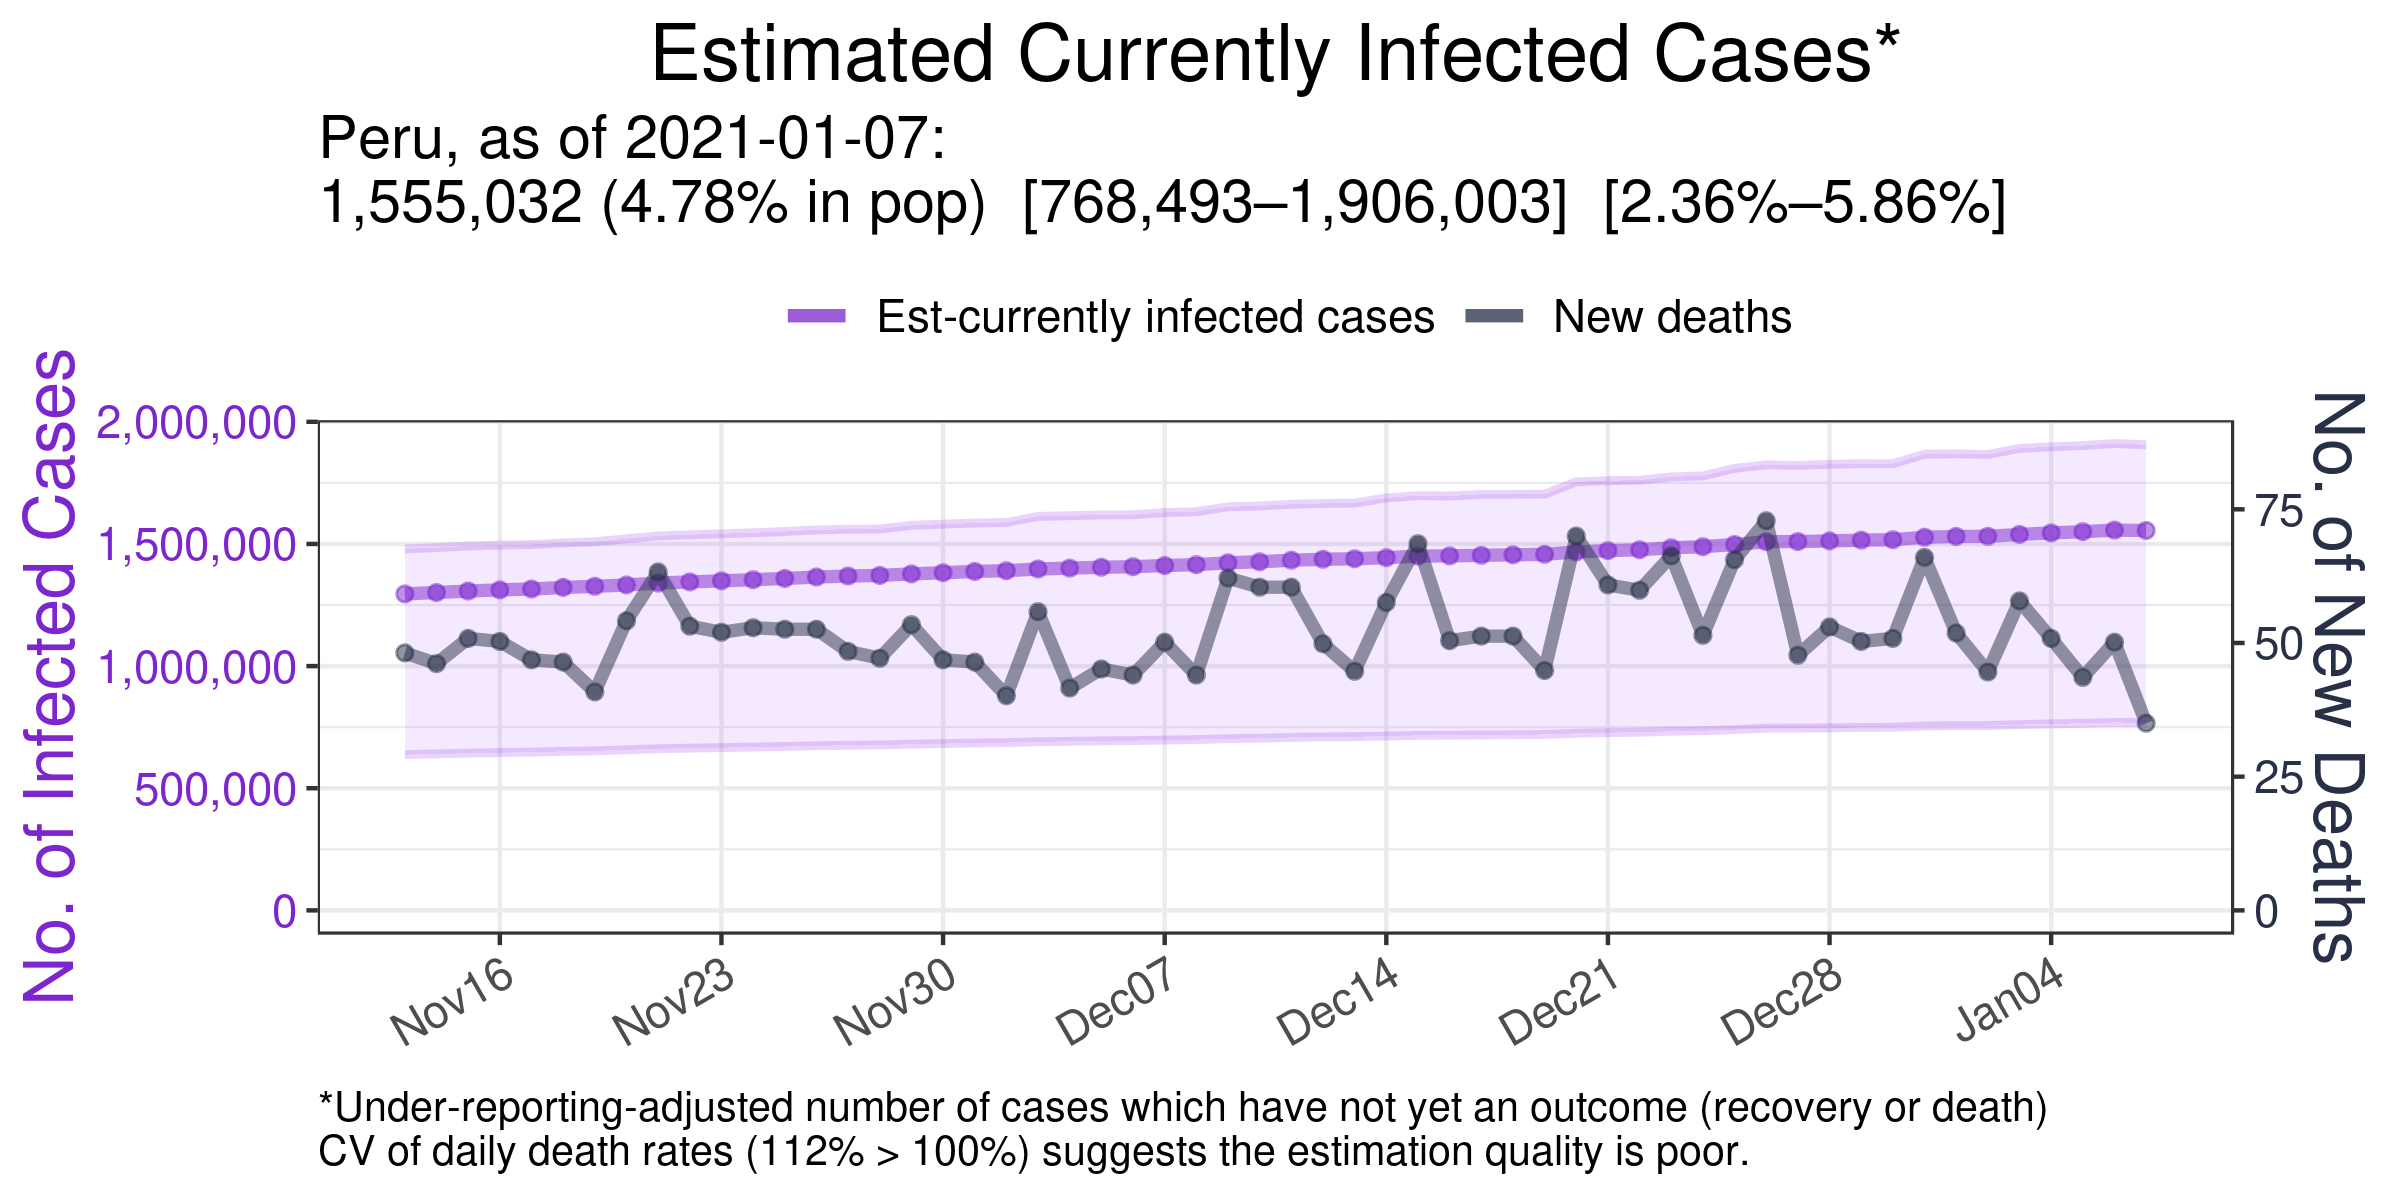 Estimated Currently Infected Cases*
Peru, as of 2021-01-07:
1,555,032 (4.78% in pop)  [768,493–1,906,003]  [2.36%–5.86%]
Est-currently infected cases
New deaths
No. of Infected Cases
2,000,000
1,500,000
1,000,000
500,000
0
No. of New Deaths
75
50
25
0
Nov16
Nov23
Nov30
Dec07
Dec14
Dec21
Dec28
Jan04
*Under-reporting-adjusted number of cases which have not yet an outcome (recovery or death)
CV of daily death rates (112% > 100%) suggests the estimation quality is poor.